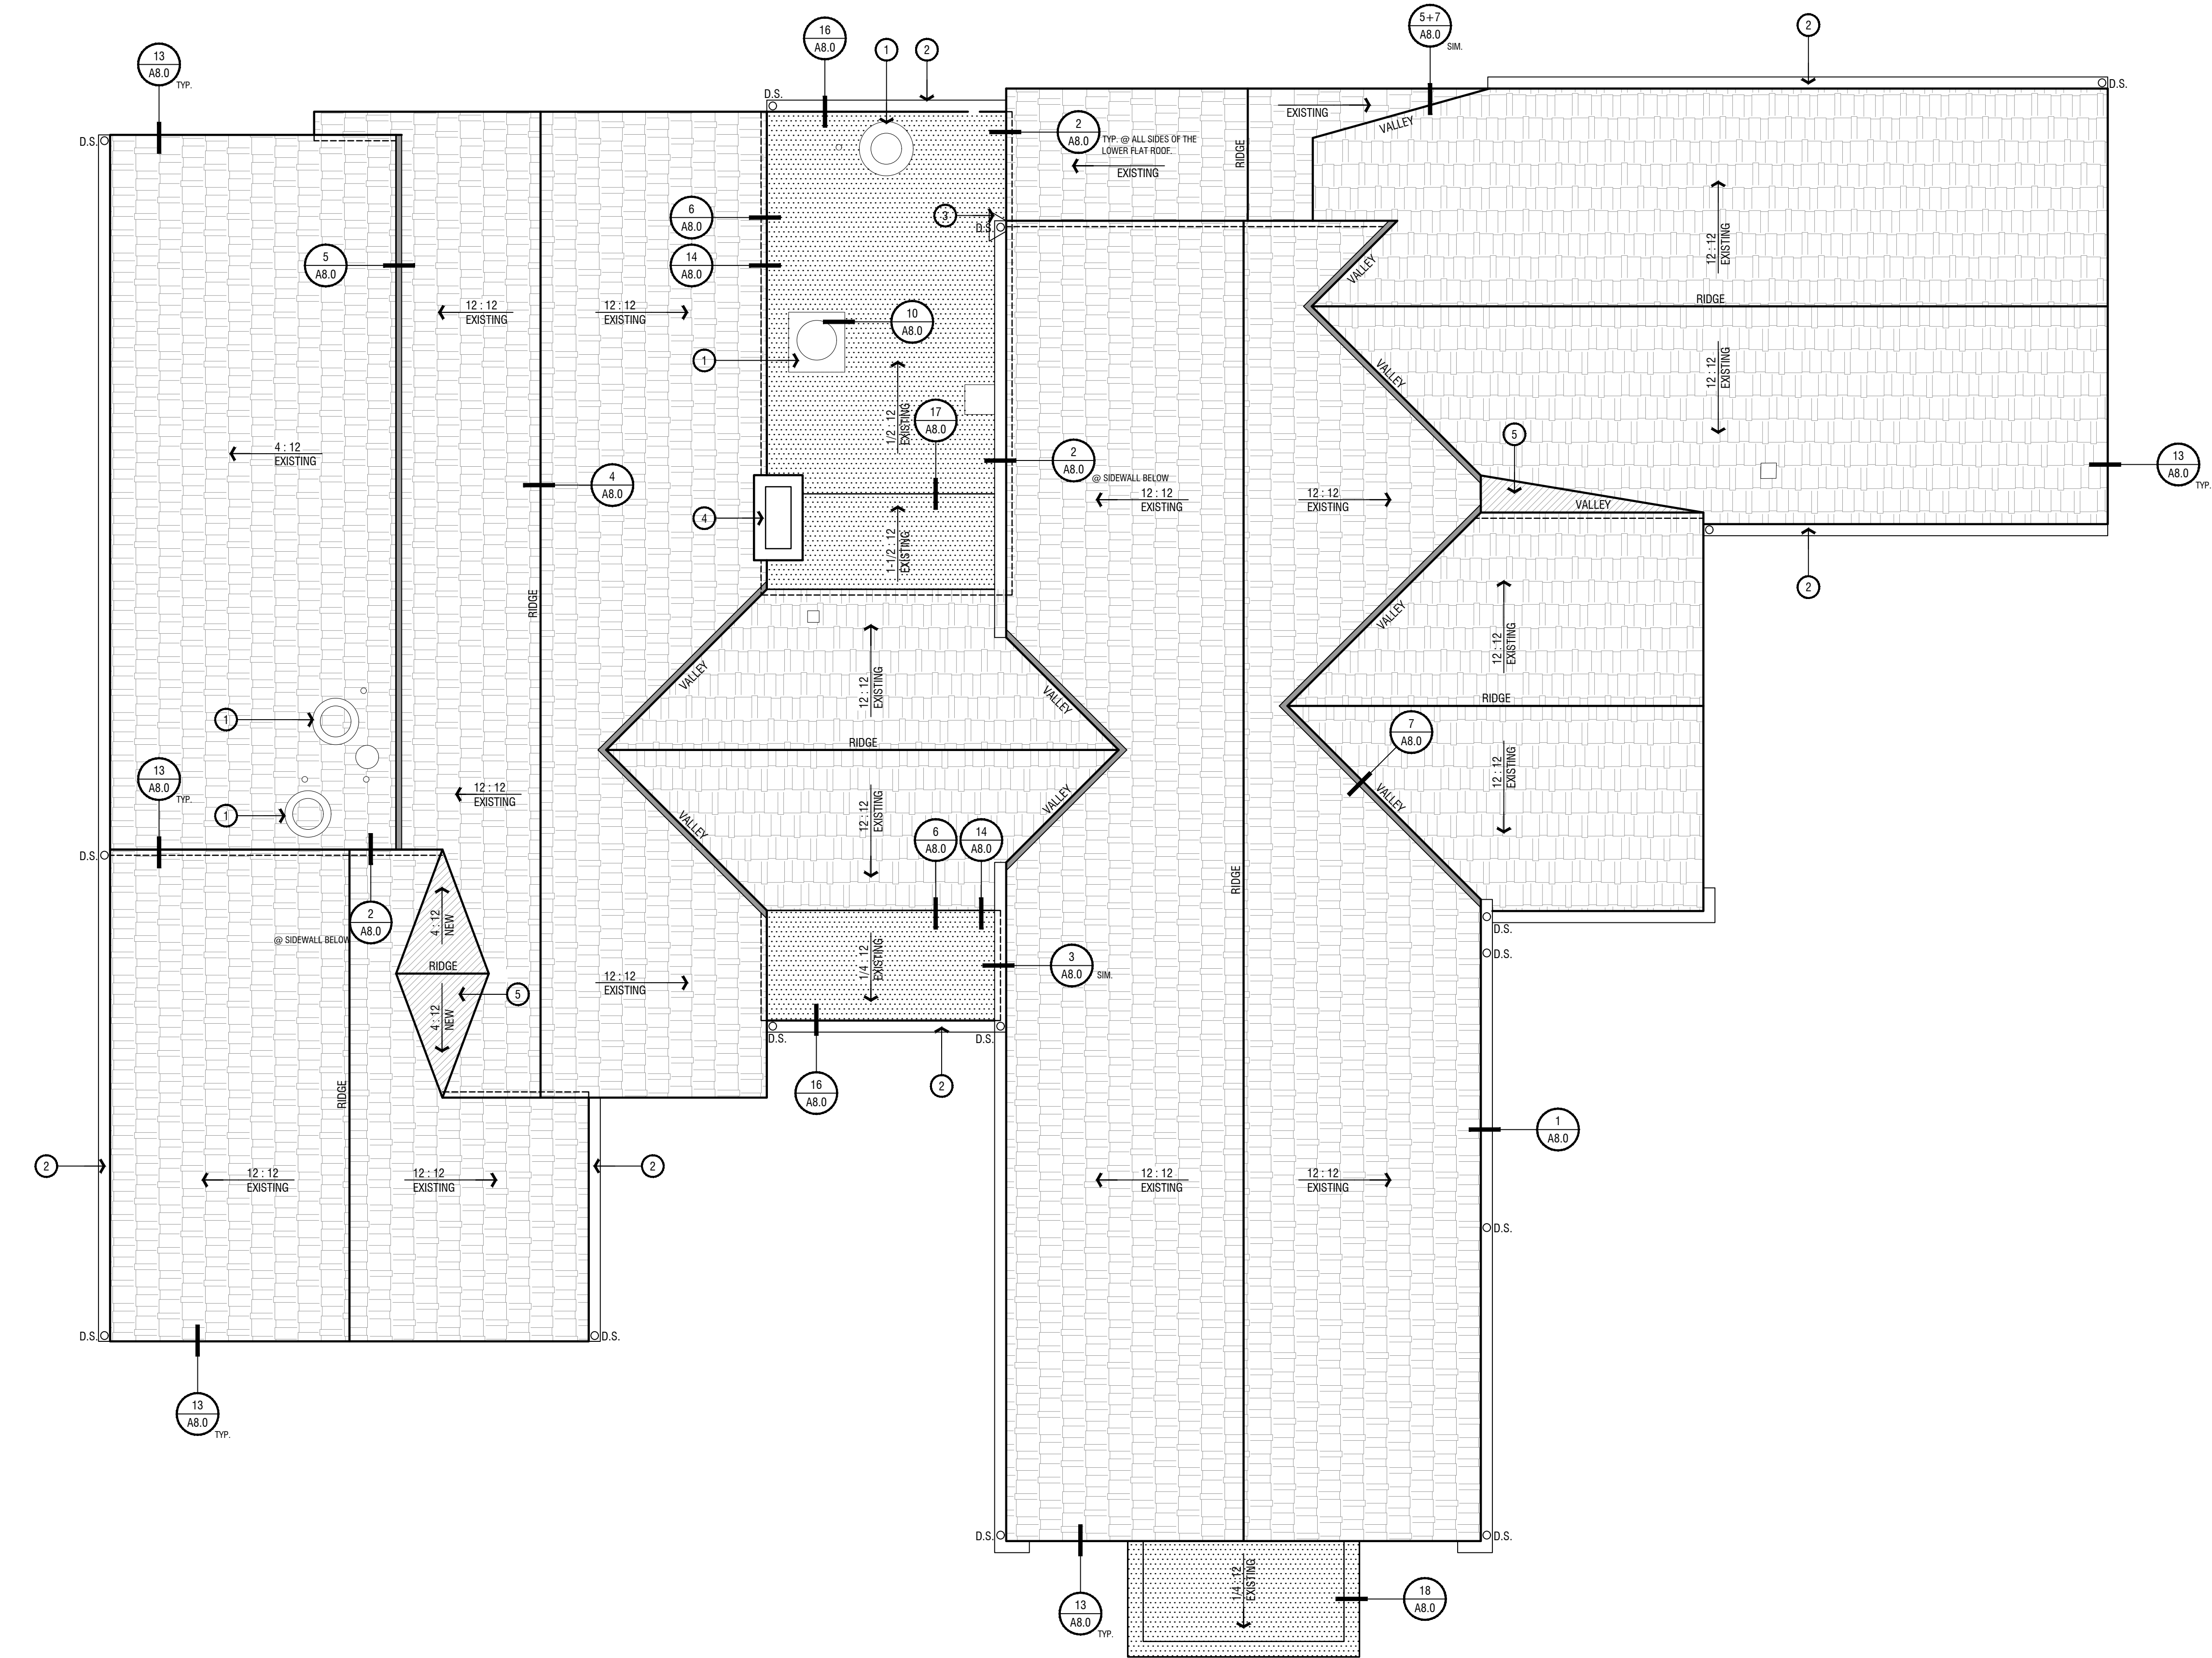 5+7
A8.0
SIM.
2
16
A8.0
1
2
13
A8.0
TYP.
D.S.
D.S.
EXISTING
VALLEY
2
A8.0
TYP. @ ALL SIDES OF THE
LOWER FLAT ROOF.
EXISTING
RIDGE
D.S.
6
A8.0
3
D.S.
5
A8.0
14
A8.0
12 : 12
EXISTING
VALLEY
12 : 12
EXISTING
12 : 12
EXISTING
RIDGE
10
A8.0
1
12 : 12
EXISTING
VALLEY
1/2 : 12
EXISTING
17
A8.0
4 : 12
EXISTING
5
2
A8.0
@ SIDEWALL BELOW
13
A8.0
TYP.
4
A8.0
12 : 12
EXISTING
12 : 12
EXISTING
VALLEY
4
1-1/2 : 12
EXISTING
2
RIDGE
VALLEY
12 : 12
EXISTING
VALLEY
12 : 12
EXISTING
VALLEY
RIDGE
1
7
A8.0
RIDGE
13
A8.0
TYP.
12 : 12
EXISTING
12 : 12
EXISTING
VALLEY
VALLEY
1
VALLEY
12 : 12
EXISTING
6
A8.0
14
A8.0
D.S.
RIDGE
2
A8.0
@ SIDEWALL BELOW
4 : 12
NEW
D.S.
RIDGE
1/4 : 12
EXISTING
3
A8.0
SIM.
D.S.
12 : 12
EXISTING
5
4 : 12
NEW
D.S.
D.S.
RIDGE
16
A8.0
2
1
A8.0
2
12 : 12
EXISTING
12 : 12
EXISTING
2
12 : 12
EXISTING
12 : 12
EXISTING
D.S.
D.S.
D.S.
13
A8.0
TYP.
D.S.
D.S.
1/4 : 12
EXISTING
18
A8.0
13
A8.0
TYP.